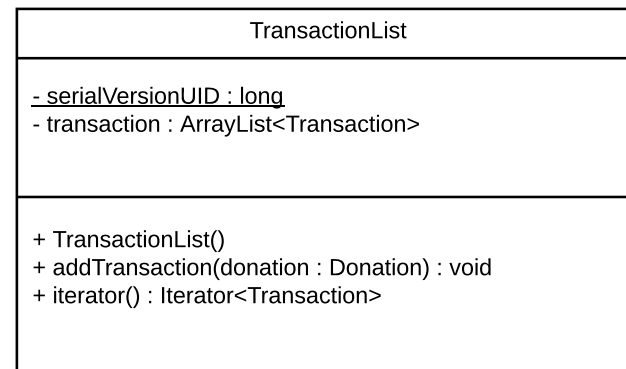 TransactionList
- serialVersionUID : long
- transaction : ArrayList<Transaction>
+ TransactionList()
+ addTransaction(donation : Donation) : void
+ iterator() : Iterator<Transaction>